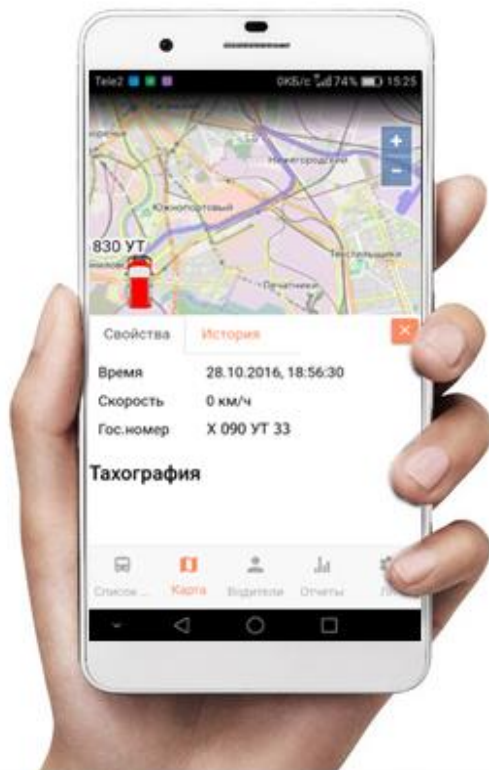 Tele2 0КБ/с 74% 15:25
Нижегородский
Южнопортовый
830 УТ
Текстильщики
Печатники
Свойства История
Время 28.10.2016, 18:56:30
Скорость 0 км/ч
Гос.номер Х 090 УТ 33
Тахография
Список ... Карта Водители Отчеты